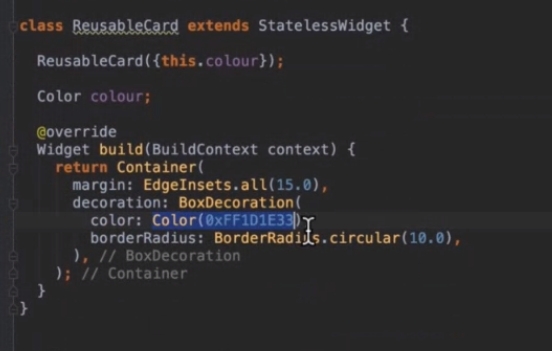 class ReusableCard extends StatelessWidget {
ReusableCard({this.colour});
Color colour;
@override
Widget build(BuildContext context) {
return Container(
margin: EdgeInsets.all(15.0),
decoration: BoxDecoration(
color: Color(0xFF1D1E33),
borderRadius: BorderRadius.circular(10.0),
), // BoxDecoration
); // Container
}
}